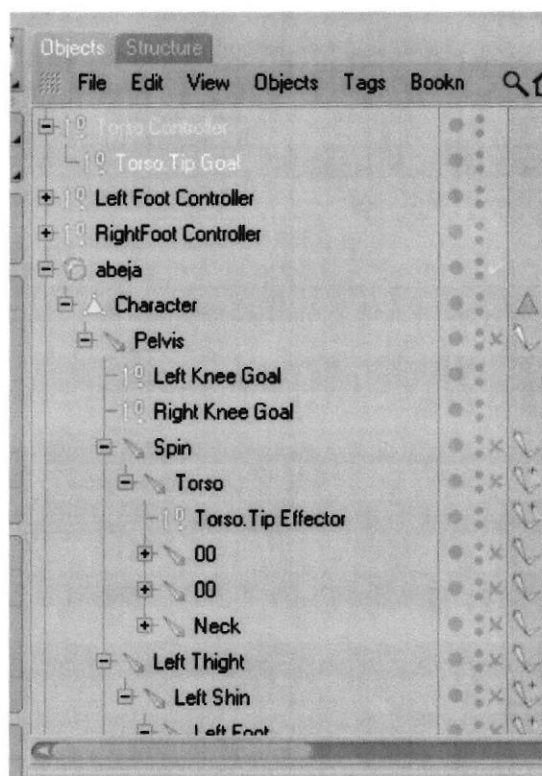 Objects Structure
File Edit View Objects Tags Bookn
Torso Controller
Torso.Tip Goal
Left Foot Controller
RightFoot Controller
abeja
Character
Pelvis
Left Knee Goal
Right Knee Goal
Spin
Torso
Torso.Tip Effector
00
00
Neck
Left Thight
Left Shin
Left Foot